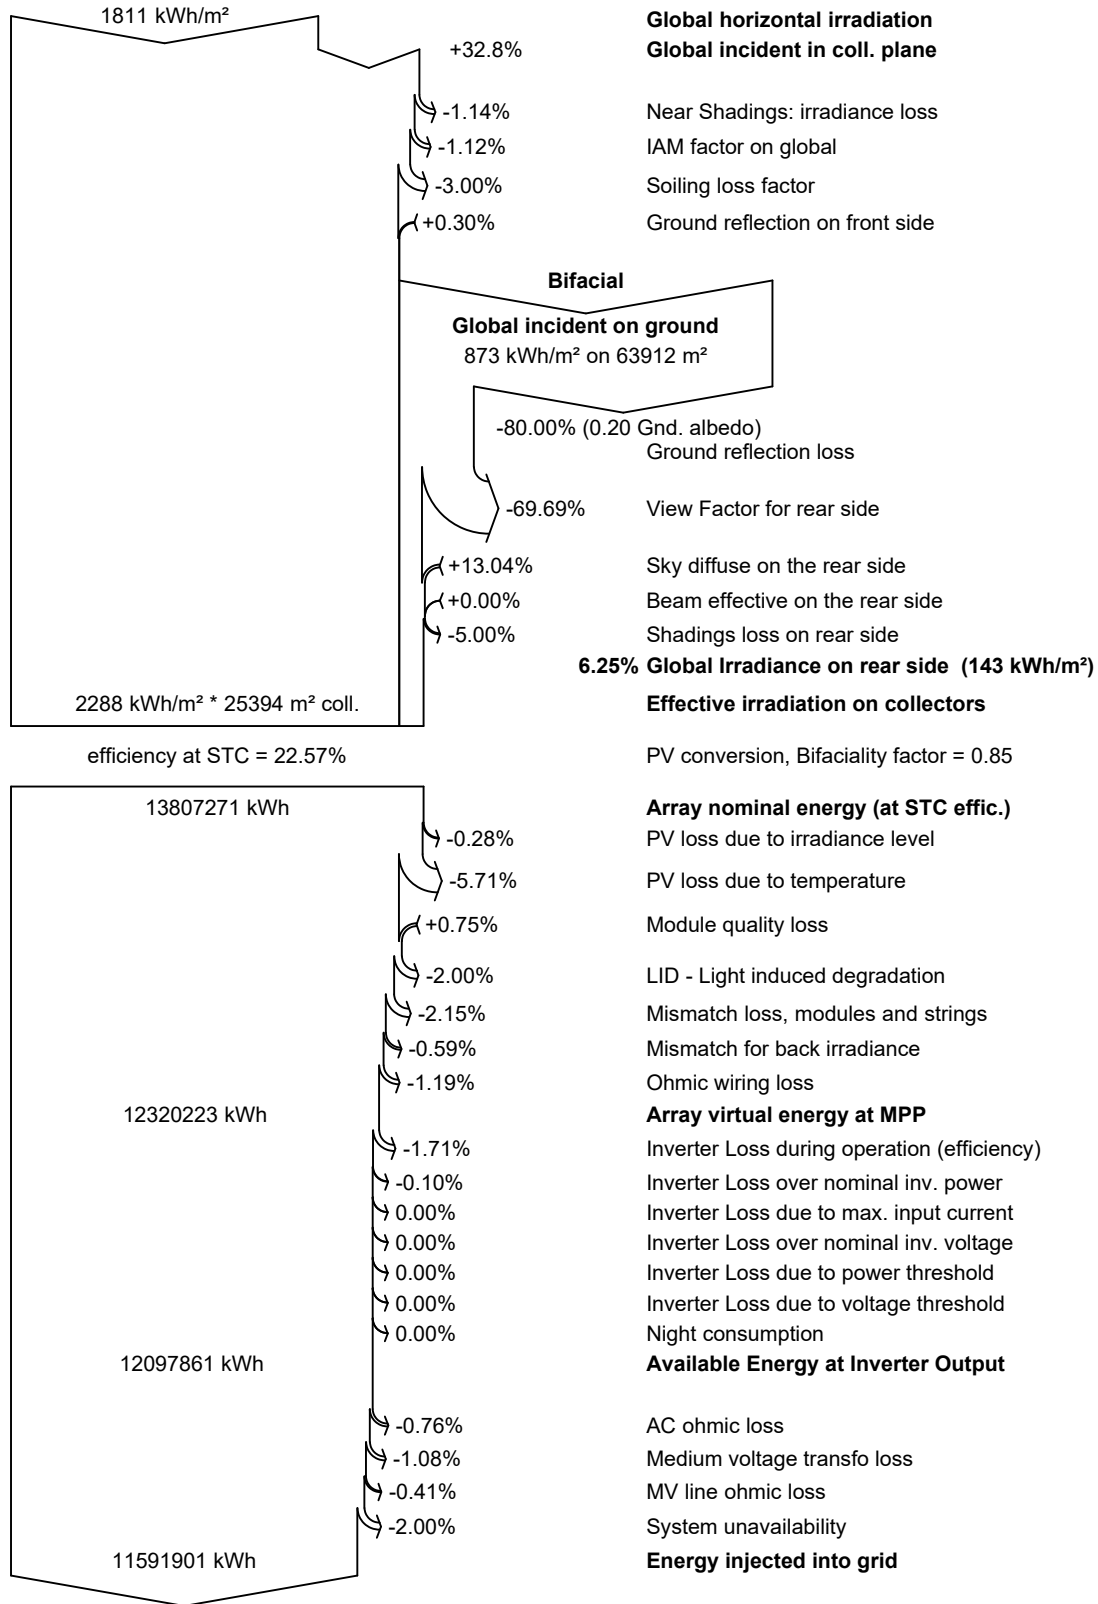 1811 kWh/m² Global horizontal irradiation
+32.8% Global incident in coll. plane
-1.14% Near Shadings: irradiance loss
-1.12% IAM factor on global
-3.00% Soiling loss factor
+0.30% Ground reflection on front side
Bifacial
Global incident on ground
873 kWh/m² on 63912 m²
-80.00% (0.20 Gnd. albedo)
Ground reflection loss
-69.69% View Factor for rear side
+13.04% Sky diffuse on the rear side
+0.00% Beam effective on the rear side
-5.00% Shadings loss on rear side
6.25% Global Irradiance on rear side (143 kWh/m²)
2288 kWh/m² * 25394 m² coll. Effective irradiation on collectors
efficiency at STC = 22.57% PV conversion, Bifaciality factor = 0.85
13807271 kWh Array nominal energy (at STC effic.)
-0.28% PV loss due to irradiance level
-5.71% PV loss due to temperature
+0.75% Module quality loss
-2.00% LID - Light induced degradation
-2.15% Mismatch loss, modules and strings
-0.59% Mismatch for back irradiance
-1.19% Ohmic wiring loss
12320223 kWh Array virtual energy at MPP
-1.71% Inverter Loss during operation (efficiency)
-0.10% Inverter Loss over nominal inv. power
0.00% Inverter Loss due to max. input current
0.00% Inverter Loss over nominal inv. voltage
0.00% Inverter Loss due to power threshold
0.00% Inverter Loss due to voltage threshold
0.00% Night consumption
12097861 kWh Available Energy at Inverter Output
-0.76% AC ohmic loss
-1.08% Medium voltage transfo loss
-0.41% MV line ohmic loss
-2.00% System unavailability
11591901 kWh Energy injected into grid